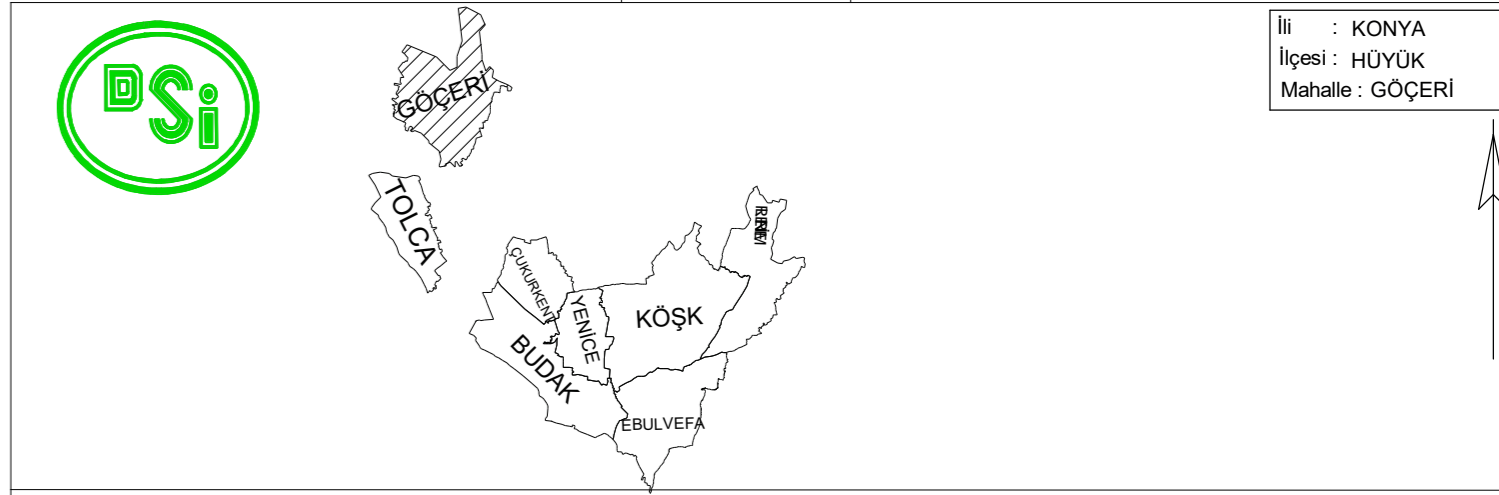 DSi
İli : KONYA
İlçesi : HÜYÜK
Mahalle : GÖÇERİ
GÖÇERİ
TOLCA
ÇUKURKENT
YENİCE
KÖŞK
BUDAK
EBULVEFA